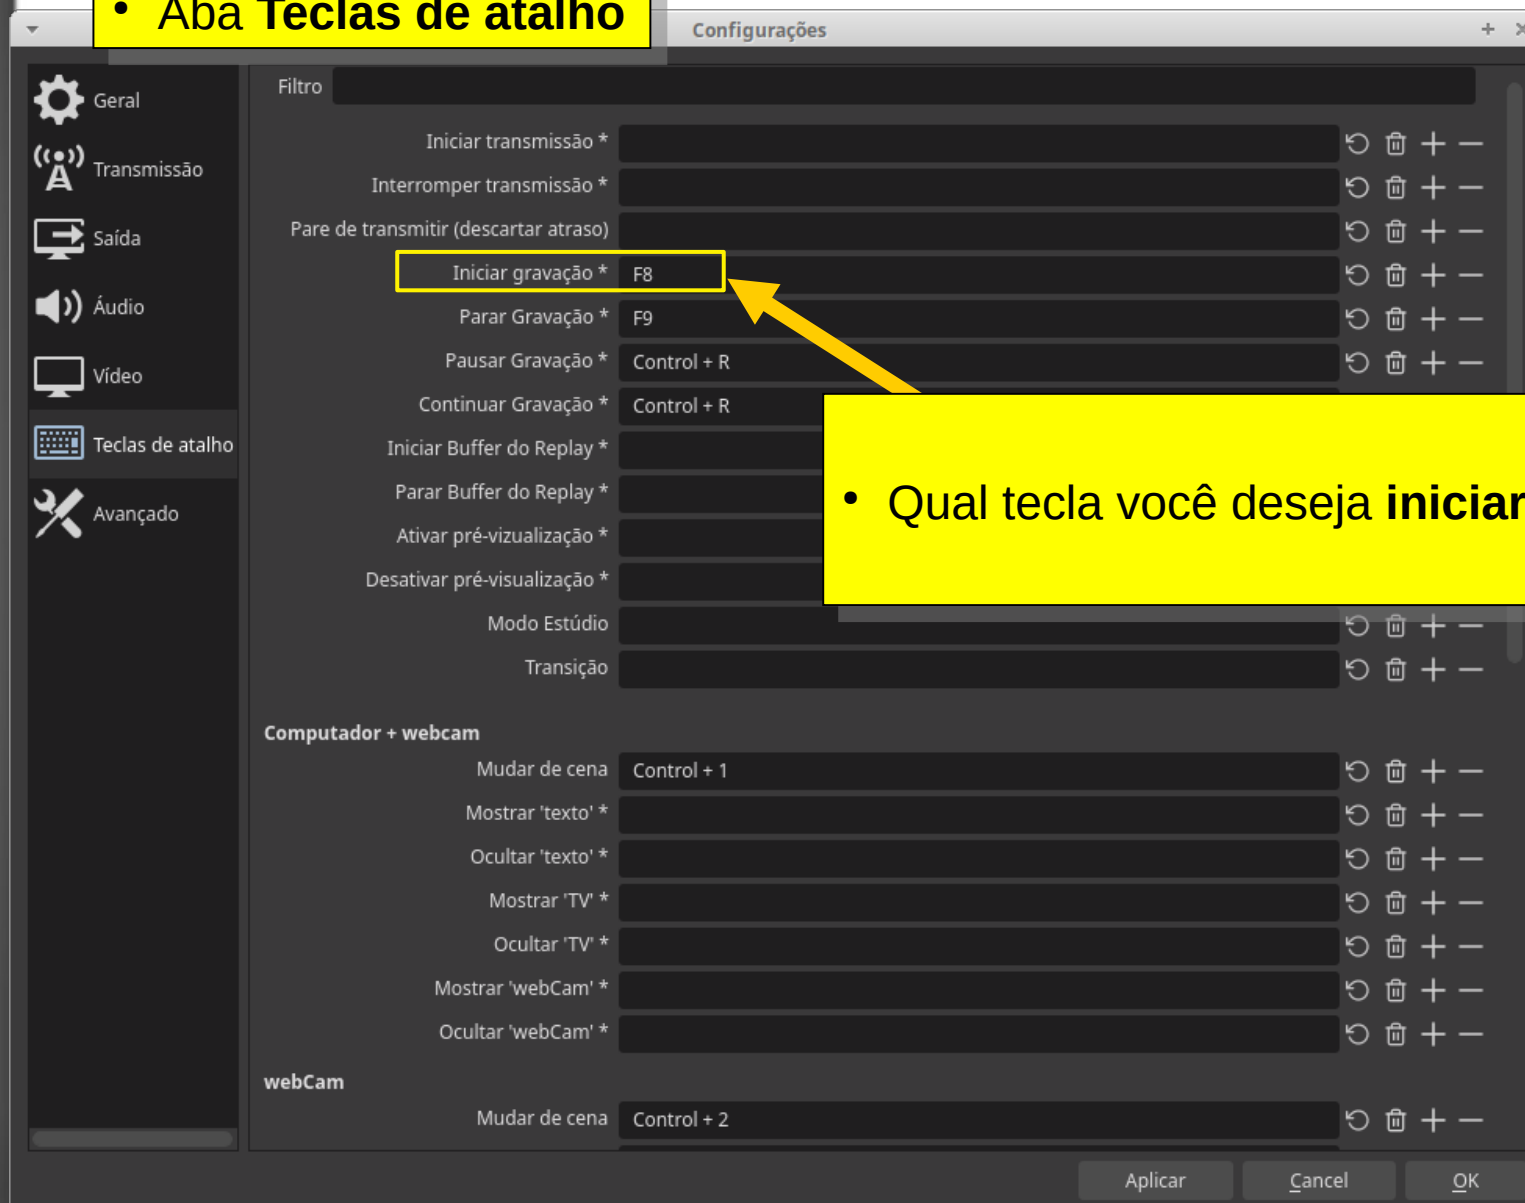 • Aba Teclas de atalho
Configurações
Geral
Transmissão
Saída
Áudio
Vídeo
Teclas de atalho
Avançado
Filtro
Iniciar transmissão *
Interromper transmissão *
Pare de transmitir (descartar atraso)
Iniciar gravação * F8
Parar Gravação * F9
Pausar Gravação * Control + R
Continuar Gravação * Control + R
Iniciar Buffer do Replay *
Parar Buffer do Replay *
Ativar pré-vizualização *
Desativar pré-visualização *
Modo Estúdio
Transição
• Qual tecla você deseja iniciar
Computador + webcam
Mudar de cena Control + 1
Mostrar 'texto' *
Ocultar 'texto' *
Mostrar 'TV' *
Ocultar 'TV' *
Mostrar 'webCam' *
Ocultar 'webCam' *
webCam
Mudar de cena Control + 2
Aplicar Cancel OK